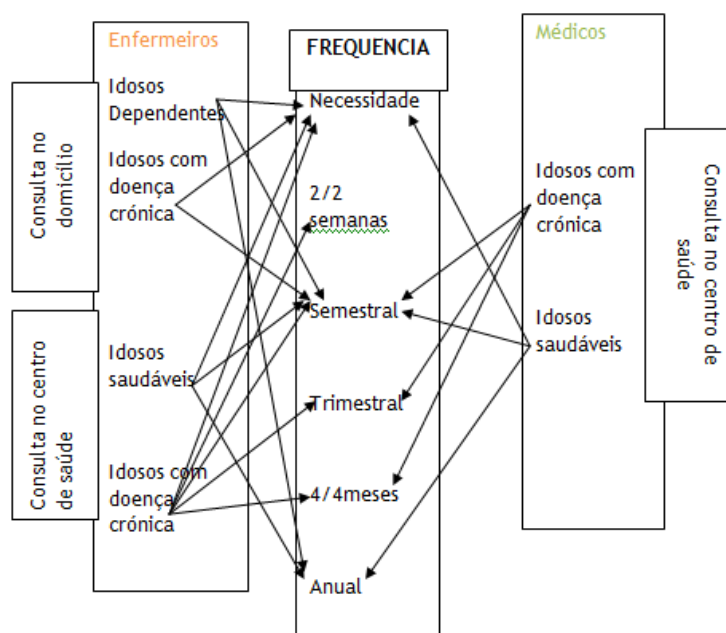 Enfermeiros
Consulta no
domicílio
Idosos
Dependentes
Idosos com
doença
crónica
Consulta no centro
de saúde
Idosos
saudáveis
Idosos com
doença
crónica
FREQUENCIA
Necessidade
2/2
semanas
Semestral
Trimestral
4/4meses
Anual
Médicos
Idosos com
doença
crónica
Idosos
saudáveis
Consulta no centro de
saúde